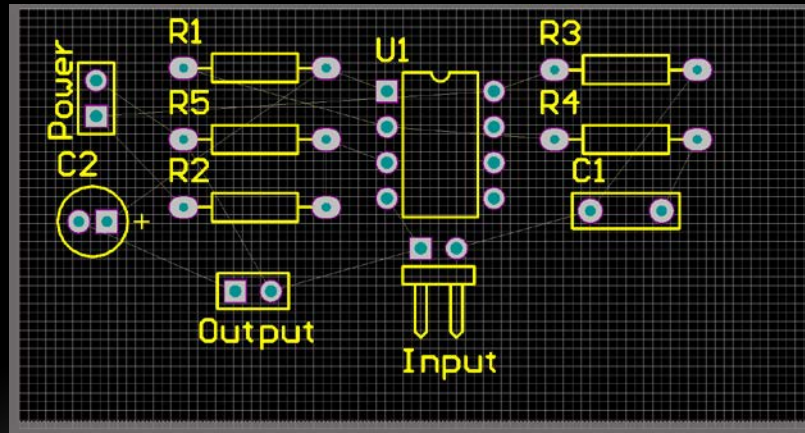 R1
U1
R3
Power
R5
R4
C2
R2
C1
+
Output
Input